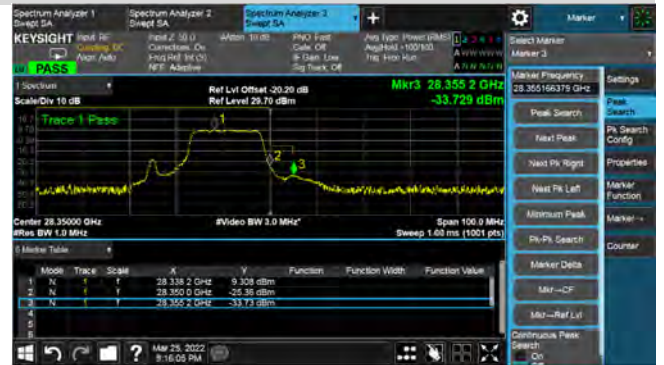 Spectrum Analyzer 1
Swept SA
Spectrum Analyzer 2
Swept SA
Spectrum Analyzer 3
Swept SA
+
Marker
KEYSIGHT
Input: RF
Coupling: DC
Align: Auto
Input Z: 50 Ω
Corrections: On
Freq Ref: Int (S)
NFE: Adaptive
Atten: 10 dB
PNO: Fast
Gate: Off
IF Gain: Low
Sig Track: Off
Avg Type: Power (RMS)
Avg|Hold: >100/100
Trig: Free Run
PASS
Select Marker
Marker 3
Marker Frequency
28.355166379 GHz
Settings
Peak Search
Pk Search Config
Properties
Marker Function
Marker→
Counter
Peak Search
Next Peak
Next Pk Right
Next Pk Left
Minimum Peak
Pk-Pk Search
Marker Delta
Mkr→CF
Mkr→Ref Lvl
Continuous Peak Search
On
Off
1 Spectrum
Scale/Div 10 dB
Ref Lvl Offset -20.20 dB
Ref Level 29.70 dBm
Mkr3 28.355 2 GHz
-33.729 dBm
Trace 1 Pass
1
2
3
Center 28.35000 GHz
#Res BW 1.0 MHz
#Video BW 3.0 MHz*
Span 100.0 MHz
Sweep 1.00 ms (1001 pts)
Marker Table
Mode Trace Scale X Y Function Function Width Function Value
1 N 1 f 28.338 2 GHz 9.308 dBm
2 N 1 f 28.350 0 GHz -25.36 dBm
3 N 1 f 28.355 2 GHz -33.73 dBm
4
5
6
?
Mar 25, 2022
9:16:05 PM